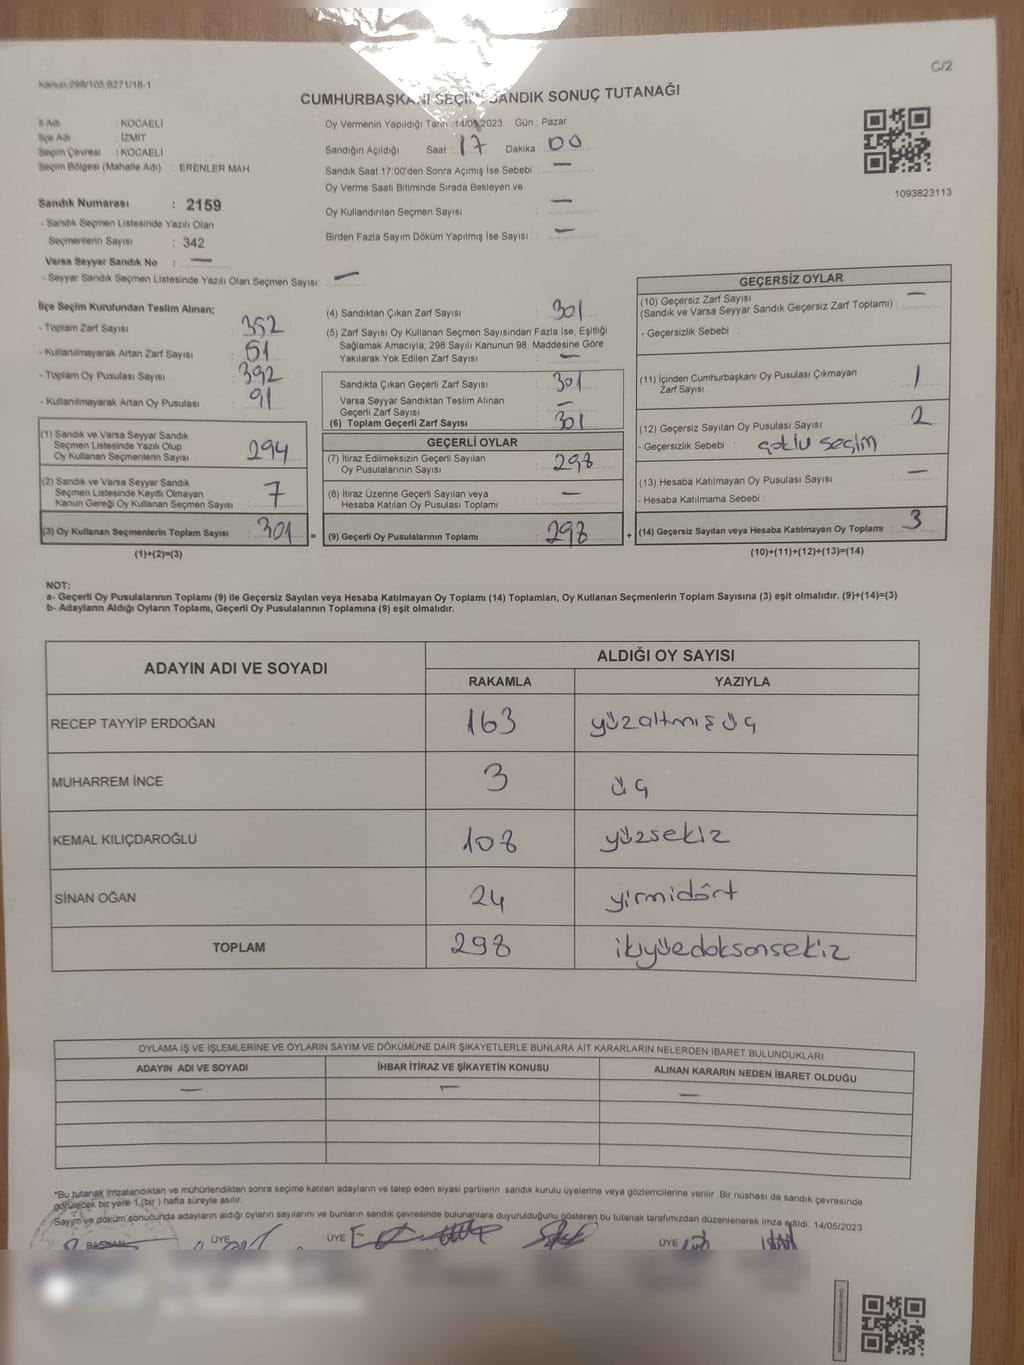 C/2
Kanun:298/105,6271/18-1
CUMHURBAŞKANI SEÇİMİ SANDIK SONUÇ TUTANAĞI
İl Adı : KOCAELİ
İlçe Adı : İZMİT
Seçim Çevresi : KOCAELİ
Seçim Bölgesi (Mahalle Adı) : ERENLER MAH.
Sandık Numarası : 2159
- Sandık Seçmen Listesinde Yazılı Olan
Seçmenlerin Sayısı : 342
Varsa Seyyar Sandık No : —
- Seyyar Sandık Seçmen Listesinde Yazılı Olan Seçmen Sayısı: —
Oy Vermenin Yapıldığı Tarih :14/05/2023 Gün : Pazar
Sandığın Açıldığı Saat : 17 Dakika : 00
Sandık Saat 17:00'den Sonra Açılmış İse Sebebi : —
Oy Verme Saati Bitiminde Sırada Bekleyen ve
Oy Kullandırılan Seçmen Sayısı : —
Birden Fazla Sayım Döküm Yapılmış İse Sayısı : —
1093823113
İlçe Seçim Kurulundan Teslim Alınan;
- Toplam Zarf Sayısı : 352
- Kullanılmayarak Artan Zarf Sayısı : 51
- Toplam Oy Pusulası Sayısı : 392
- Kullanılmayarak Artan Oy Pusulası : 91
(1) Sandık ve Varsa Seyyar Sandık
Seçmen Listesinde Yazılı Olup
Oy Kullanan Seçmenlerin Sayısı : 294
(2) Sandık ve Varsa Seyyar Sandık
Seçmen Listesinde Kayıtlı Olmayan
Kanun Gereği Oy Kullanan Seçmen Sayısı : 7
(3) Oy Kullanan Seçmenlerin Toplam Sayısı : 301
(1)+(2)=(3)
(4) Sandıktan Çıkan Zarf Sayısı : 301
(5) Zarf Sayısı Oy Kullanan Seçmen Sayısından Fazla İse, Eşitliği
Sağlamak Amacıyla; 298 Sayılı Kanunun 98. Maddesine Göre
Yakılarak Yok Edilen Zarf Sayısı : —
Sandıkta Çıkan Geçerli Zarf Sayısı : 301
Varsa Seyyar Sandıktan Teslim Alınan
Geçerli Zarf Sayısı : —
(6) Toplam Geçerli Zarf Sayısı : 301
GEÇERLİ OYLAR
(7) İtiraz Edilmeksizin Geçerli Sayılan
Oy Pusulalarının Sayısı : 298
(8) İtiraz Üzerine Geçerli Sayılan veya
Hesaba Katılan Oy Pusulası Toplamı : —
= (9) Geçerli Oy Pusulalarının Toplamı : 298
GEÇERSİZ OYLAR
(10) Geçersiz Zarf Sayısı : —
(Sandık ve Varsa Seyyar Sandık Geçersiz Zarf Toplamı) :
- Geçersizlik Sebebi :
(11) İçinden Cumhurbaşkanı Oy Pusulası Çıkmayan
Zarf Sayısı : 1
(12) Geçersiz Sayılan Oy Pusulası Sayısı : 2
- Geçersizlik Sebebi : çoklu seçim
(13) Hesaba Katılmayan Oy Pusulası Sayısı : —
- Hesaba Katılmama Sebebi :
+ (14) Geçersiz Sayılan veya Hesaba Katılmayan Oy Toplamı : 3
(10)+(11)+(12)+(13)=(14)
NOT:
a- Geçerli Oy Pusulalarının Toplamı (9) ile Geçersiz Sayılan veya Hesaba Katılmayan Oy Toplamı (14) Toplamları, Oy Kullanan Seçmenlerin Toplam Sayısına (3) eşit olmalıdır. (9)+(14)=(3)
b- Adayların Aldığı Oyların Toplamı, Geçerli Oy Pusulalarının Toplamına (9) eşit olmalıdır.
ADAYIN ADI VE SOYADI ALDIĞI OY SAYISI
RAKAMLA YAZIYLA
RECEP TAYYİP ERDOĞAN 163 yüzaltmış üç
MUHARREM İNCE 3 üç
KEMAL KILIÇDAROĞLU 108 yüzsekiz
SİNAN OĞAN 24 yirmidört
TOPLAM 298 ikiyüzdoksansekiz
OYLAMA İŞ VE İŞLEMLERİNE VE OYLARIN SAYIM VE DÖKÜMÜNE DAİR ŞİKAYETLERLE BUNLARA AİT KARARLARIN NELERDEN İBARET BULUNDUKLARI
ADAYIN ADI VE SOYADI İHBAR İTİRAZ VE ŞİKAYETİN KONUSU ALINAN KARARIN NEDEN İBARET OLDUĞU
— — —
"Bu tutanak imzalandıktan ve mühürlendikten sonra seçime katılan adayların ve talep eden siyasi partilerin sandık kurulu üyelerine veya gözlemcilerine verilir. Bir nüshası da sandık çevresinde
görülecek bir yere 1 (bir ) hafta süreyle asılır.
Sayım ve döküm sonucunda adayların aldığı oyların sayılarını ve bunların sandık çevresinde bulunanlara duyurulduğunu gösteren bu tutanak tarafımızdan düzenlenerek imza edildi. 14/05/2023
BAŞKAN ÜYE ÜYE ÜYE